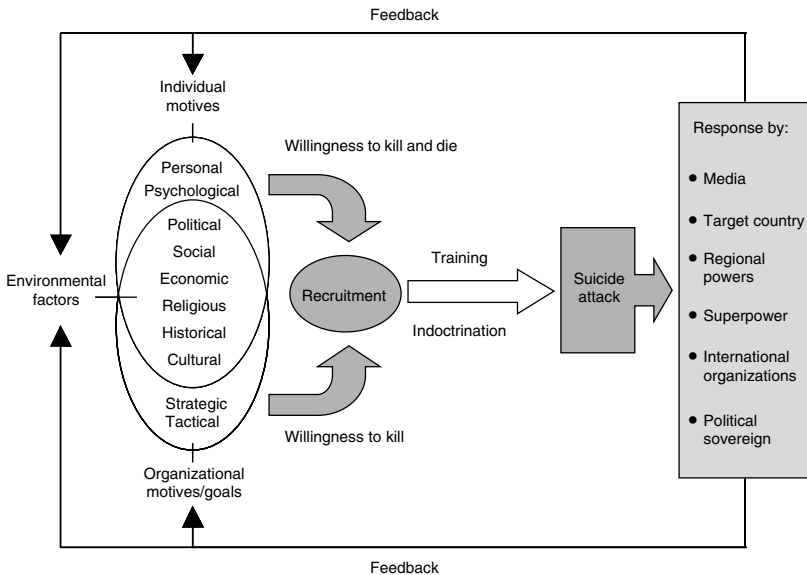 Feedback
Individual
motives
Personal
Psychological
Political
Social
Economic
Religious
Historical
Cultural
Strategic
Tactical
Organizational
motives/goals
Environmental
factors
Willingness to kill and die
Recruitment
Willingness to kill
Training
Indoctrination
Suicide
attack
Response by:
• Media
• Target country
• Regional
powers
• Superpower
• International
organizations
• Political
sovereign
Feedback